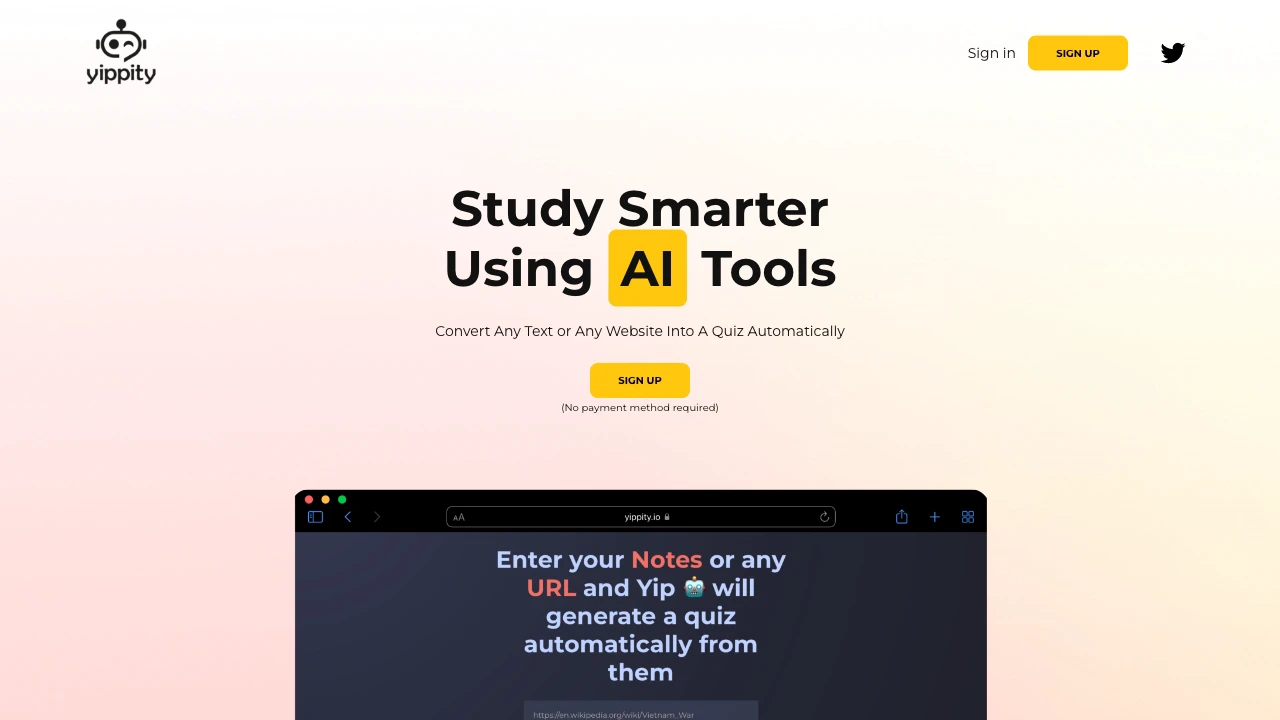 yippity
Sign in
SIGN UP
Study Smarter
Using AI Tools
Convert Any Text or Any Website Into A Quiz Automatically
SIGN UP
(No payment method required)
AA
yippity.io
Enter your Notes or any
URL and Yip 🤖 will
generate a quiz
automatically from
them
https://en.wikipedia.org/wiki/Vietnam_War